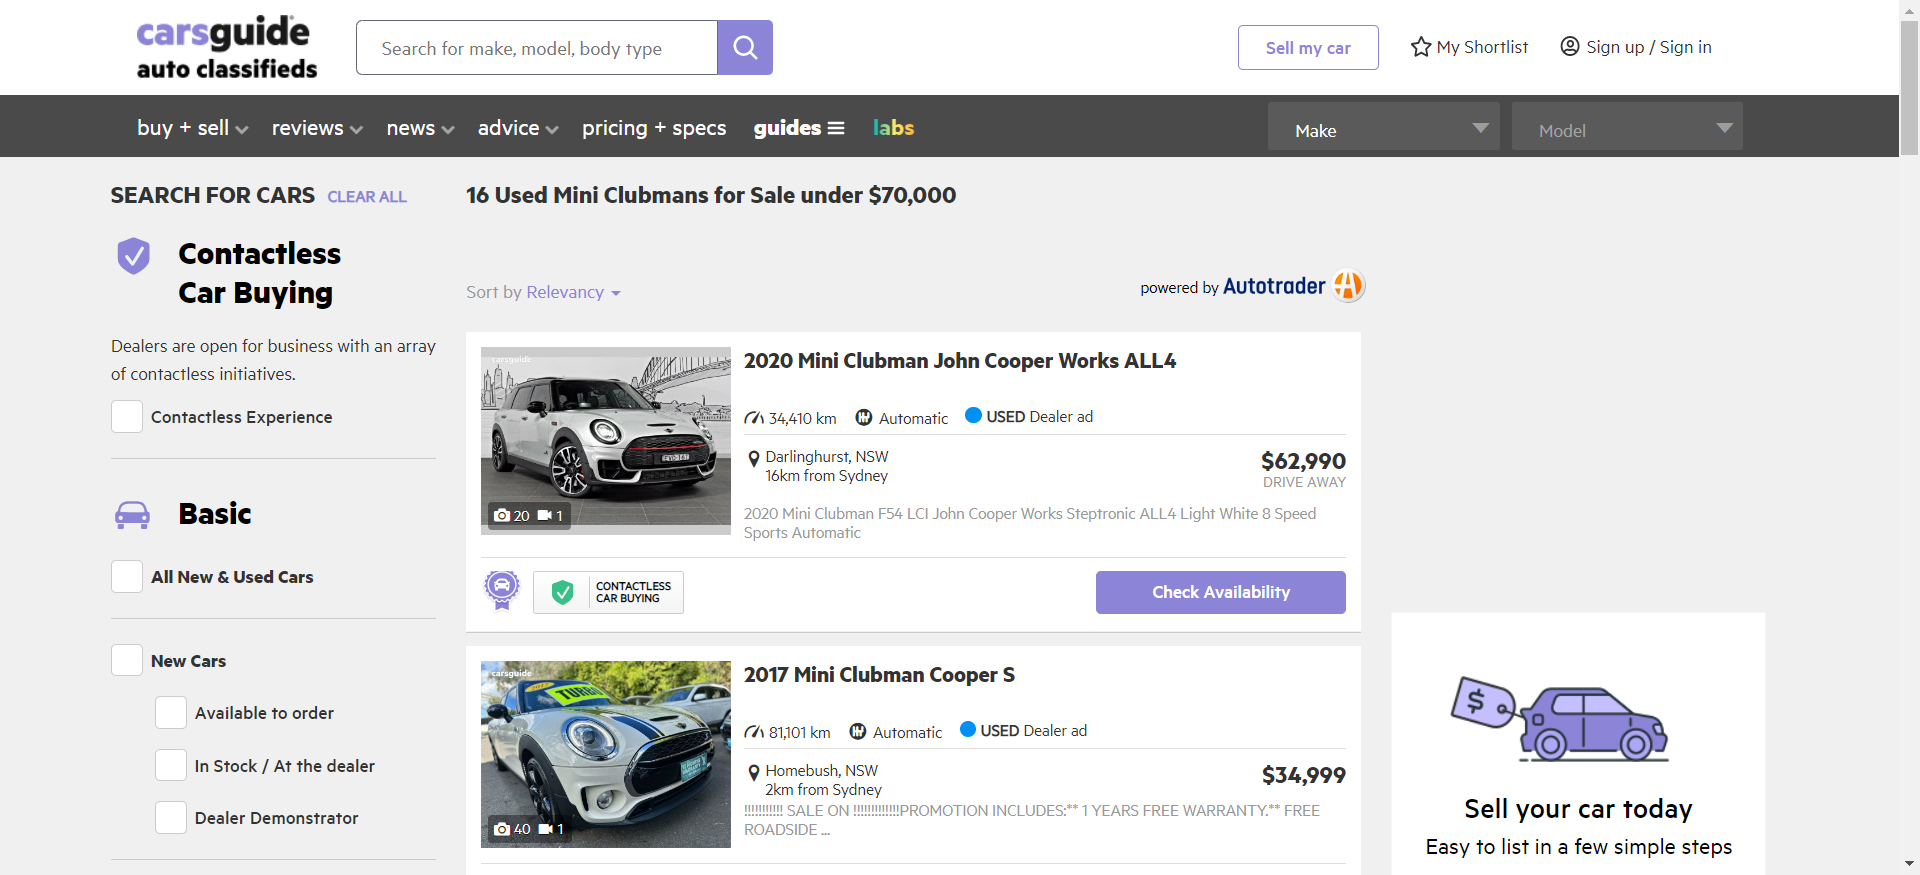 carsguide
auto classifieds
Search for make, model, body type
Sell my car
My Shortlist
Sign up / Sign in
buy + sell
reviews
news
advice
pricing + specs
guides
labs
Make
Model
SEARCH FOR CARS CLEAR ALL
Contactless
Car Buying
Dealers are open for business with an array
of contactless initiatives.
Contactless Experience
Basic
All New & Used Cars
New Cars
Available to order
In Stock / At the dealer
Dealer Demonstrator
16 Used Mini Clubmans for Sale under $70,000
Sort by Relevancy
powered by Autotrader
carsguide
20 1
2020 Mini Clubman John Cooper Works ALL4
34,410 km Automatic USED Dealer ad
Darlinghurst, NSW
16km from Sydney
$62,990
DRIVE AWAY
2020 Mini Clubman F54 LCI John Cooper Works Steptronic ALL4 Light White 8 Speed
Sports Automatic
CONTACTLESS
CAR BUYING
Check Availability
carsguide
TURBO
40 1
2017 Mini Clubman Cooper S
81,101 km Automatic USED Dealer ad
Homebush, NSW
2km from Sydney
$34,999
!!!!!!!!!!! SALE ON !!!!!!!!!!!!!PROMOTION INCLUDES:** 1 YEARS FREE WARRANTY.** FREE
ROADSIDE ...
$
Sell your car today
Easy to list in a few simple steps